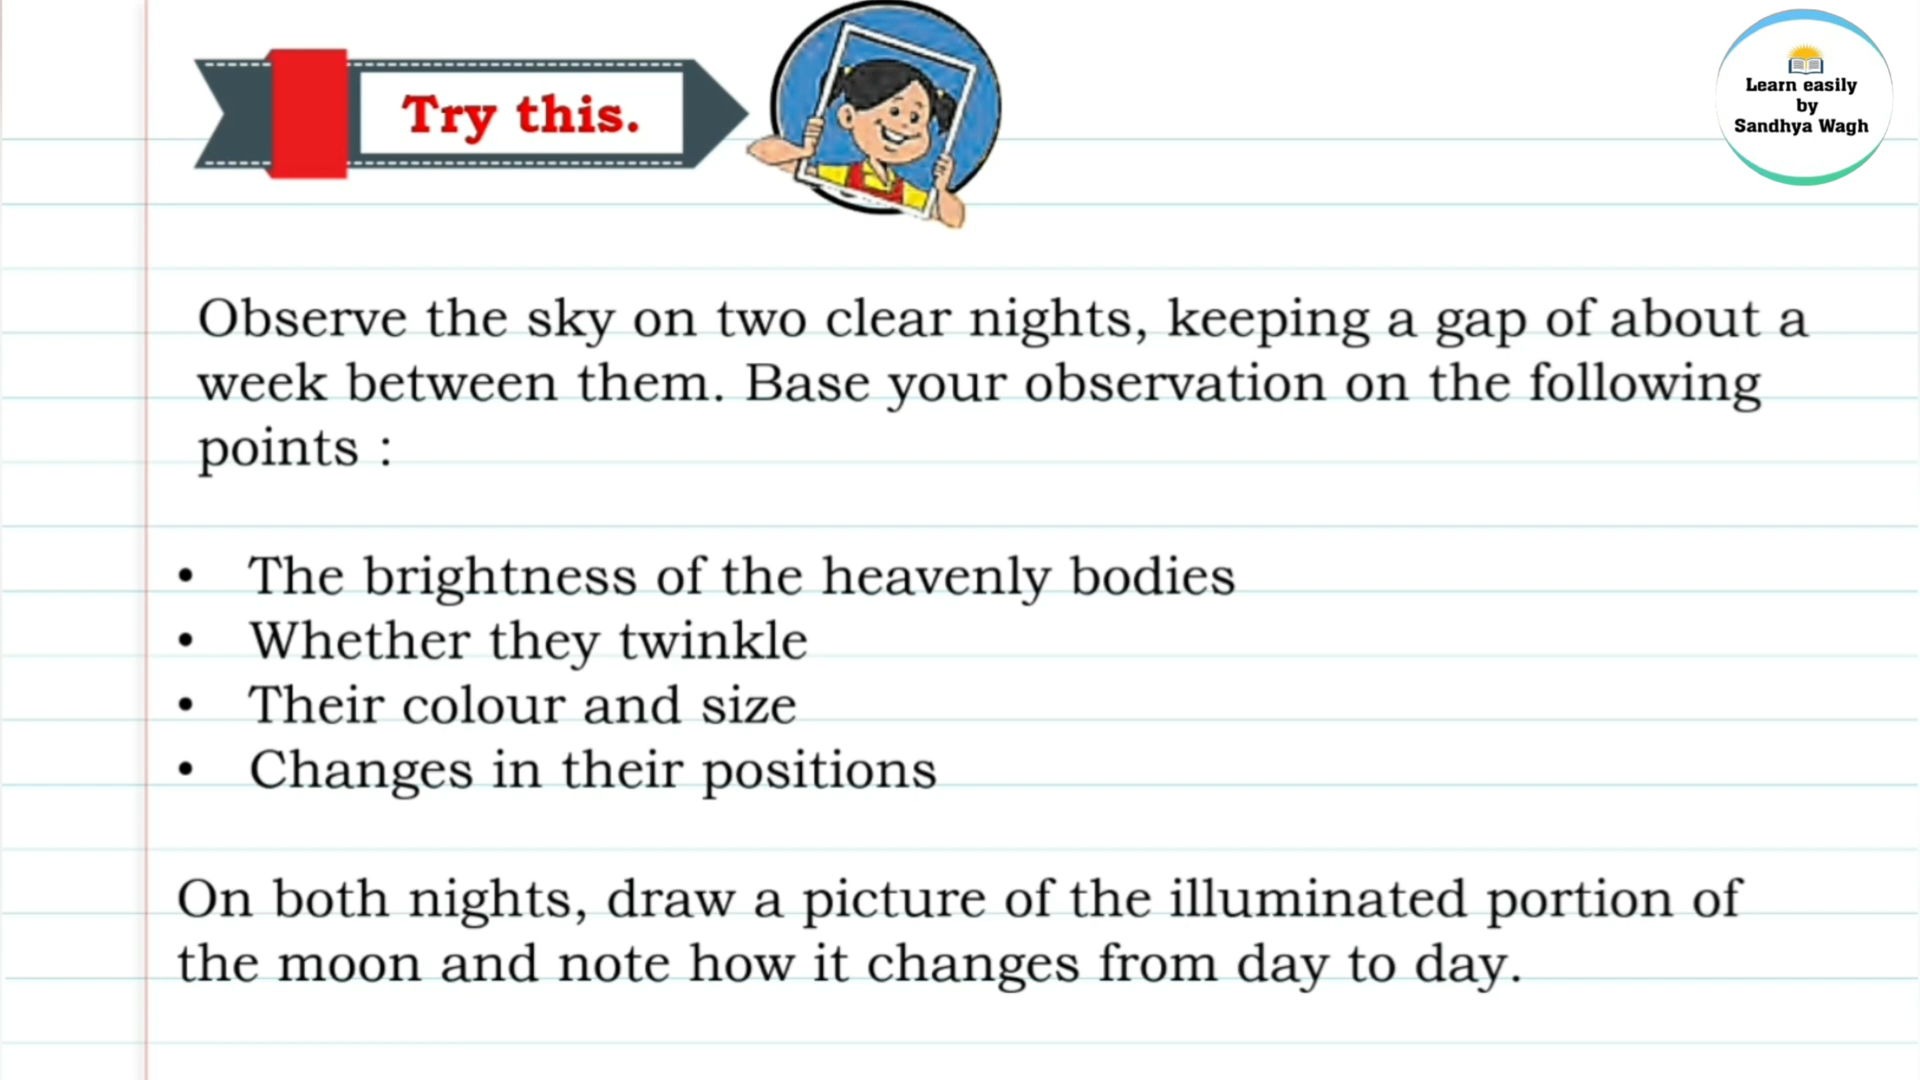 Try this.
Learn easily
by
Sandhya Wagh
Observe the sky on two clear nights, keeping a gap of about a
week between them. Base your observation on the following
points :
• The brightness of the heavenly bodies
• Whether they twinkle
• Their colour and size
• Changes in their positions
On both nights, draw a picture of the illuminated portion of
the moon and note how it changes from day to day.